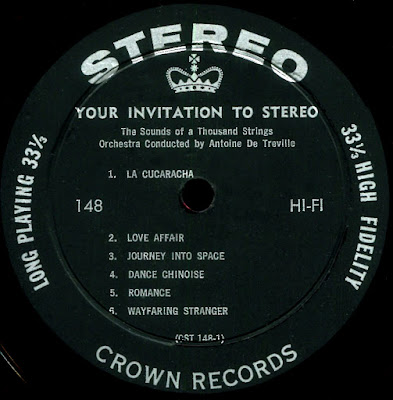 STEREO
YOUR INVITATION TO STEREO
The Sounds of a Thousand Strings
Orchestra Conducted by Antoine De Treville
LONG PLAYING 33⅓
33⅓ HIGH FIDELITY
1. LA CUCARACHA
148 HI-FI
2. LOVE AFFAIR
3. JOURNEY INTO SPACE
4. DANCE CHINOISE
5. ROMANCE
6. WAYFARING STRANGER
(CST 148-1)
CROWN RECORDS